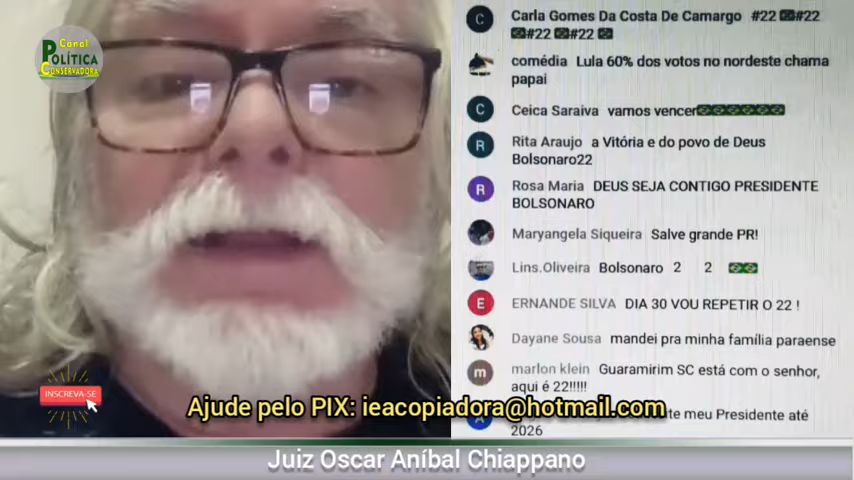 Canal
POLÍTICA
CONSERVADORA
C Carla Gomes Da Costa De Camargo #22 #22
#22 #22
comédia Lula 60% dos votos no nordeste chama
papai
C Ceica Saraiva vamos vencer
R Rita Araujo a Vitória e do povo de Deus
Bolsonaro22
R Rosa Maria DEUS SEJA CONTIGO PRESIDENTE
BOLSONARO
Maryangela Siqueira Salve grande PR!
Lins.Oliveira Bolsonaro 2 2
E ERNANDE SILVA DIA 30 VOU REPETIR O 22 !
Dayane Sousa mandei pra minha família paraense
m marlon klein Guaramirim SC está com o senhor,
aqui é 22!!!!!
meu Presidente até
2026
INSCREVA-SE
Ajude pelo PIX: ieacopiadora@hotmail.com
Juiz Oscar Aníbal Chiappano